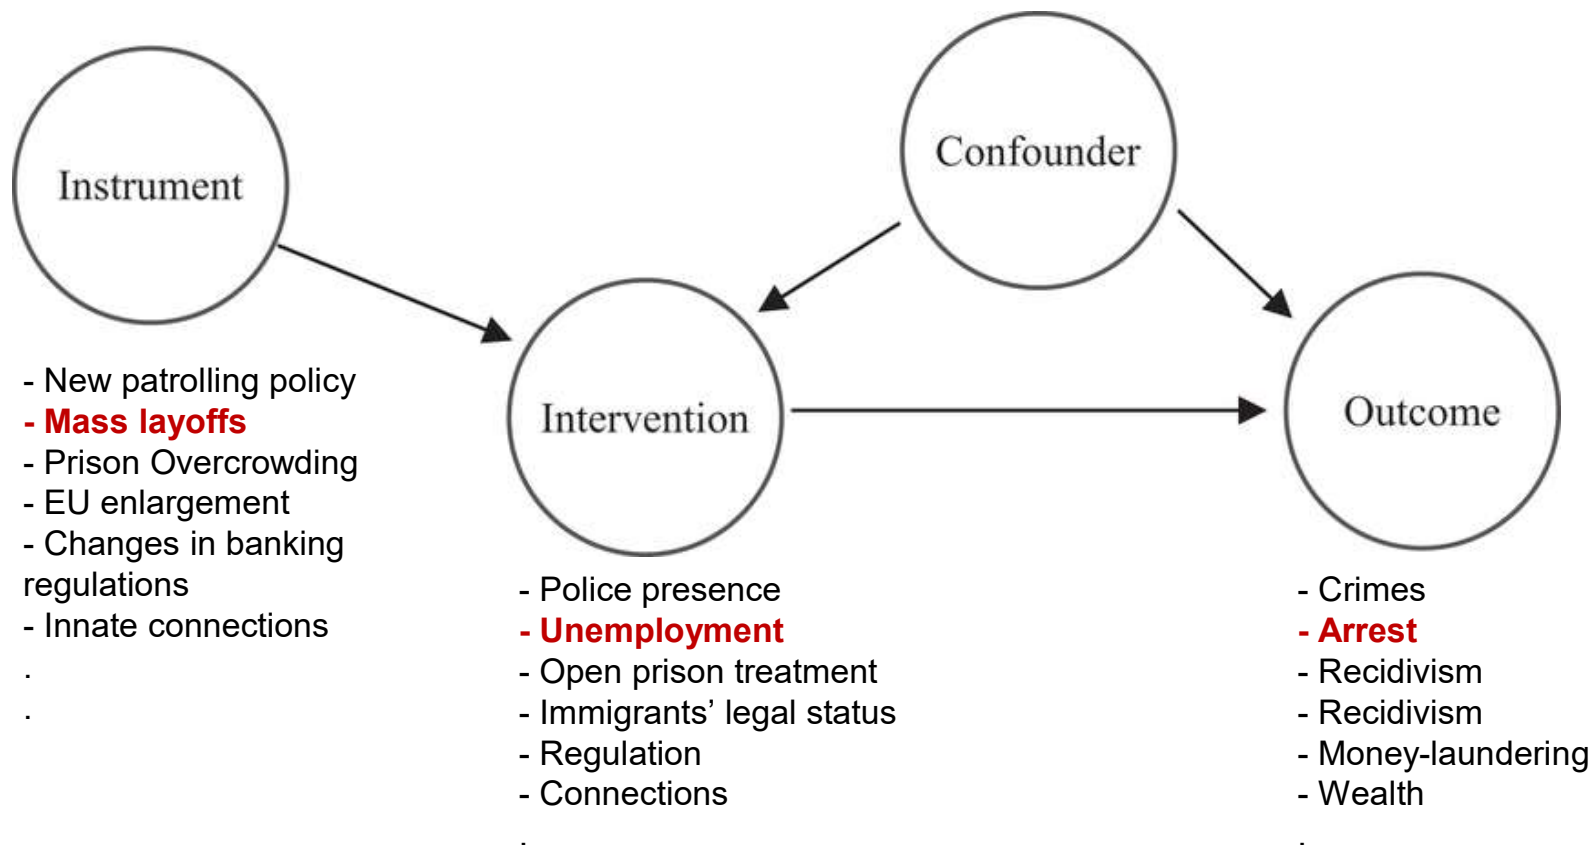 Instrument
Confounder
Intervention
Outcome
- New patrolling policy
- Mass layoffs
- Prison Overcrowding
- EU enlargement
- Changes in banking
regulations
- Innate connections
.
.
- Police presence
- Unemployment
- Open prison treatment
- Immigrants’ legal status
- Regulation
- Connections
.
- Crimes
- Arrest
- Recidivism
- Recidivism
- Money-laundering
- Wealth
.